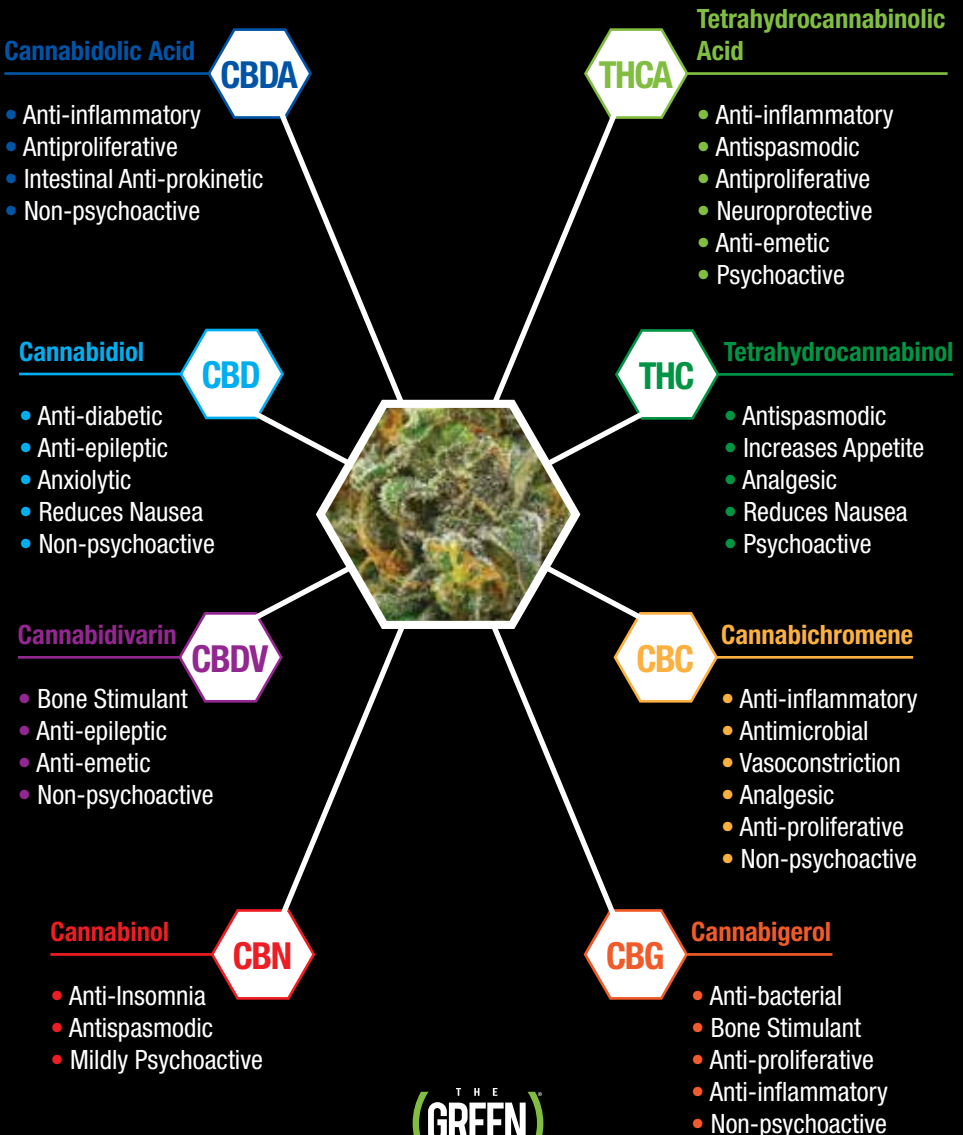 Cannabidolic Acid
CBDA
• Anti-inflammatory
• Antiproliferative
• Intestinal Anti-prokinetic
• Non-psychoactive
Tetrahydrocannabinolic
Acid
THCA
• Anti-inflammatory
• Antispasmodic
• Antiproliferative
• Neuroprotective
• Anti-emetic
• Psychoactive
Cannabidiol
CBD
• Anti-diabetic
• Anti-epileptic
• Anxiolytic
• Reduces Nausea
• Non-psychoactive
Tetrahydrocannabinol
THC
• Antispasmodic
• Increases Appetite
• Analgesic
• Reduces Nausea
• Psychoactive
Cannabidivarin
CBDV
• Bone Stimulant
• Anti-epileptic
• Anti-emetic
• Non-psychoactive
Cannabichromene
CBC
• Anti-inflammatory
• Antimicrobial
• Vasoconstriction
• Analgesic
• Anti-proliferative
• Non-psychoactive
Cannabinol
CBN
• Anti-Insomnia
• Antispasmodic
• Mildly Psychoactive
Cannabigerol
CBG
• Anti-bacterial
• Bone Stimulant
• Anti-proliferative
• Anti-inflammatory
• Non-psychoactive
THE
GREEN